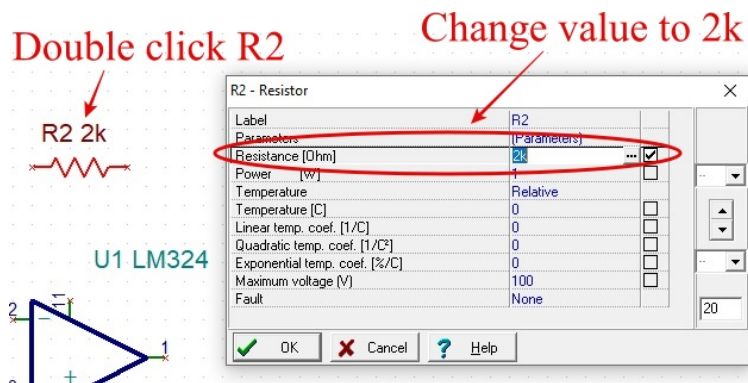 Double click R2
Change value to 2k
R2 2k
U1 LM324
2
11
1
R2 - Resistor
Label R2
Parameters (Parameters)
Resistance [Ohm] 2k ...
Power [W] 1
Temperature Relative
Temperature [C] 0
Linear temp. coef. [1/C] 0
Quadratic temp. coef. [1/C²] 0
Exponential temp. coef. [%/C] 0
Maximum voltage (V) 100
Fault None
--
--
20
OK Cancel ? Help